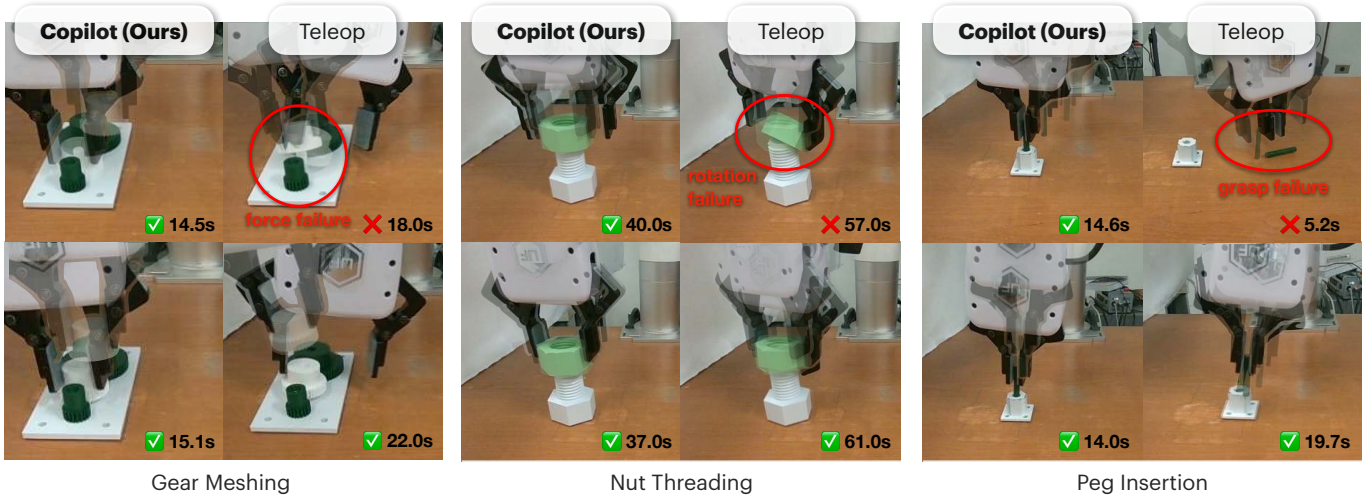 Copilot (Ours)
Teleop
Copilot (Ours)
Teleop
Copilot (Ours)
Teleop
force failure
rotation
failure
grasp failure
✅ 14.5s
❌ 18.0s
✅ 40.0s
❌ 57.0s
✅ 14.6s
❌ 5.2s
✅ 15.1s
✅ 22.0s
✅ 37.0s
✅ 61.0s
✅ 14.0s
✅ 19.7s
Gear Meshing
Nut Threading
Peg Insertion